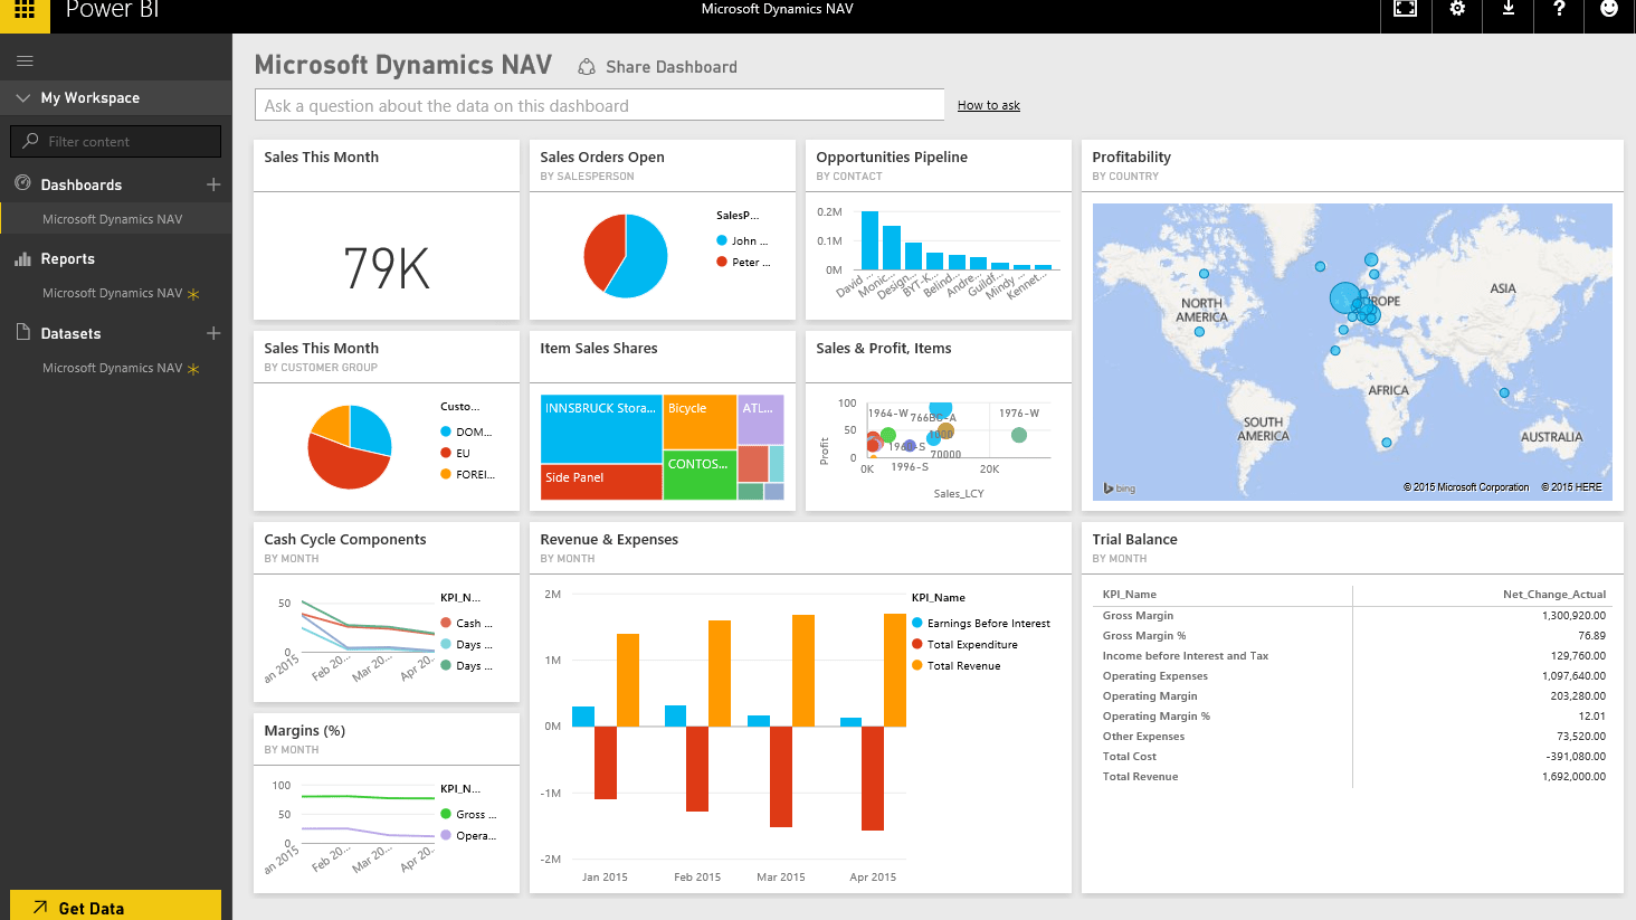 Power BI
Microsoft Dynamics NAV
?
My Workspace
Filter content
Dashboards
Microsoft Dynamics NAV
Reports
Microsoft Dynamics NAV
Datasets
Microsoft Dynamics NAV
Get Data
Microsoft Dynamics NAV
Share Dashboard
Ask a question about the data on this dashboard
How to ask
Sales This Month
79K
Sales Orders Open
BY SALESPERSON
SalesP...
John ...
Peter ...
Opportunities Pipeline
BY CONTACT
0.2M
0.1M
0M
David ...
Monic...
Design...
BYT-K...
Belind...
Andre...
Guildf...
Mindy ...
Kennet...
Profitability
BY COUNTRY
NORTH
AMERICA
ASIA
AFRICA
SOUTH
AMERICA
AUSTRALIA
bing
© 2015 Microsoft Corporation © 2015 HERE
Sales This Month
BY CUSTOMER GROUP
Custo...
DOM...
EU
FOREI...
Item Sales Shares
INNSBRUCK Stora...
Bicycle
ATL...
Side Panel
CONTOS...
Sales & Profit, Items
Profit
100
50
0
1964-W
766BC-A
1976-W
1996-S
70000
0K
20K
Sales_LCY
Cash Cycle Components
BY MONTH
50
0
an 2015
Feb 20...
Mar 20...
Apr 20...
KPI_N...
Cash ...
Days ...
Days ...
Margins (%)
BY MONTH
100
50
0
an 2015
Feb 20...
Mar 20...
Apr 20...
KPI_N...
Gross ...
Opera...
Revenue & Expenses
BY MONTH
2M
1M
0M
-1M
-2M
Jan 2015
Feb 2015
Mar 2015
Apr 2015
KPI_Name
Earnings Before Interest
Total Expenditure
Total Revenue
Trial Balance
BY MONTH
KPI_Name Net_Change_Actual
Gross Margin 1,300,920.00
Gross Margin % 76.89
Income before Interest and Tax 129,760.00
Operating Expenses 1,097,640.00
Operating Margin 203,280.00
Operating Margin % 12.01
Other Expenses 73,520.00
Total Cost -391,080.00
Total Revenue 1,692,000.00